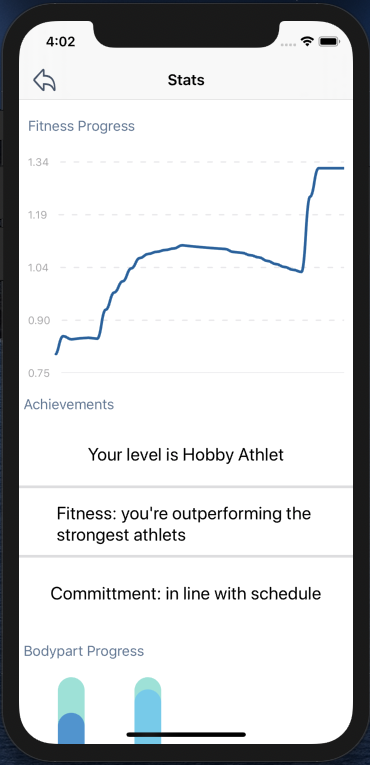 4:02
Stats
Fitness Progress
1.34
1.19
1.04
0.90
0.75
Achievements
Your level is Hobby Athlet
Fitness: you're outperforming the
strongest athlets
Committment: in line with schedule
Bodypart Progress